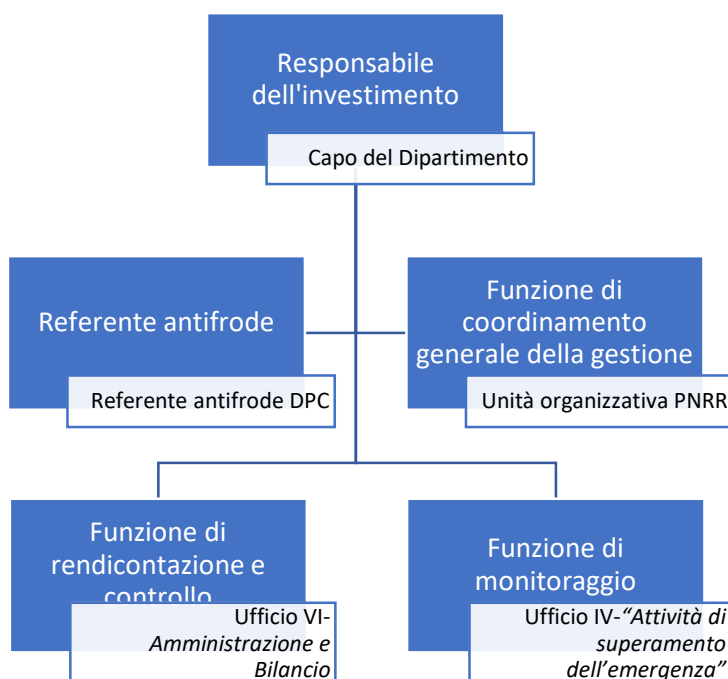 Responsabile
dell'investimento
Capo del Dipartimento
Referente antifrode
Referente antifrode DPC
Funzione di
coordinamento
generale della gestione
Unità organizzativa PNRR
Funzione di
rendicontazione e
controllo
Ufficio VI-
Amministrazione e
Bilancio
Funzione di
monitoraggio
Ufficio IV-“Attività di
superamento
dell’emergenza”